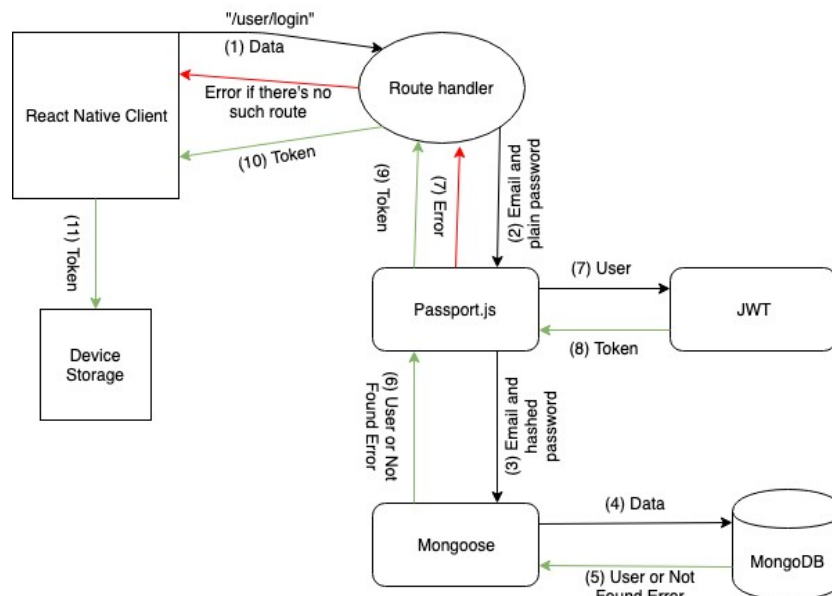 "/user/login"
(1) Data
Error if there's no
such route
(10) Token
React Native Client
Route handler
(11) Token
Device
Storage
(9) Token
(7) Error
(2) Email and
plain password
Passport.js
(7) User
(8) Token
JWT
(6) User or Not
Found Error
(3) Email and
hashed
password
Mongoose
(4) Data
(5) User or Not
Found Error
MongoDB